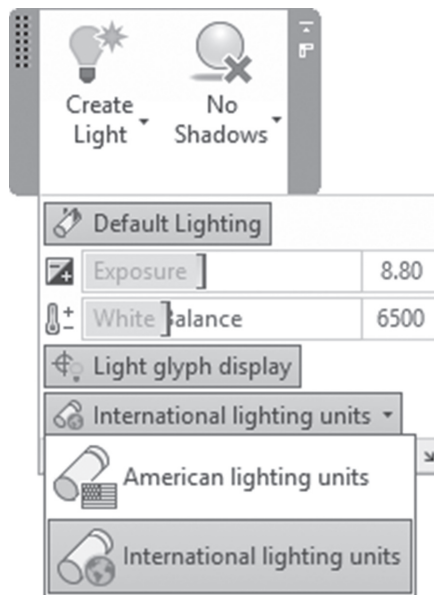 Create Light
No Shadows
Default Lighting
Exposure 8.80
White Balance 6500
Light glyph display
International lighting units
American lighting units
International lighting units